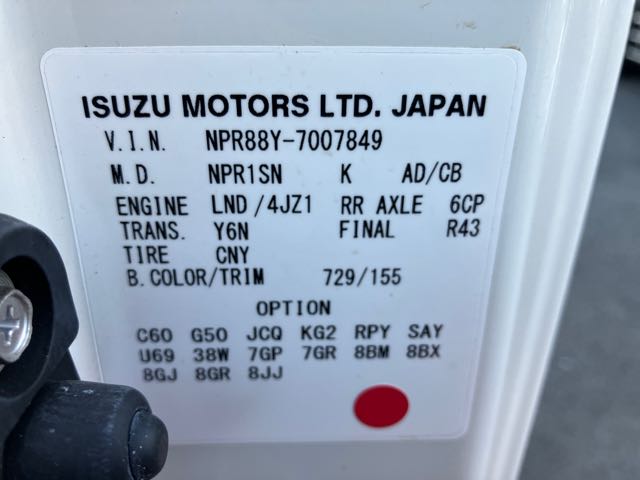 ISUZU MOTORS LTD. JAPAN
V.I.N. NPR88Y-7007849
M.D. NPR1SN K AD/CB
ENGINE LND /4JZ1 RR AXLE 6CP
TRANS. Y6N FINAL R43
TIRE CNY
B.COLOR/TRIM 729/155
OPTION
C60 G50 JCQ KG2 RPY SAY
U69 38W 7GP 7GR 8BM 8BX
8GJ 8GR 8JJ